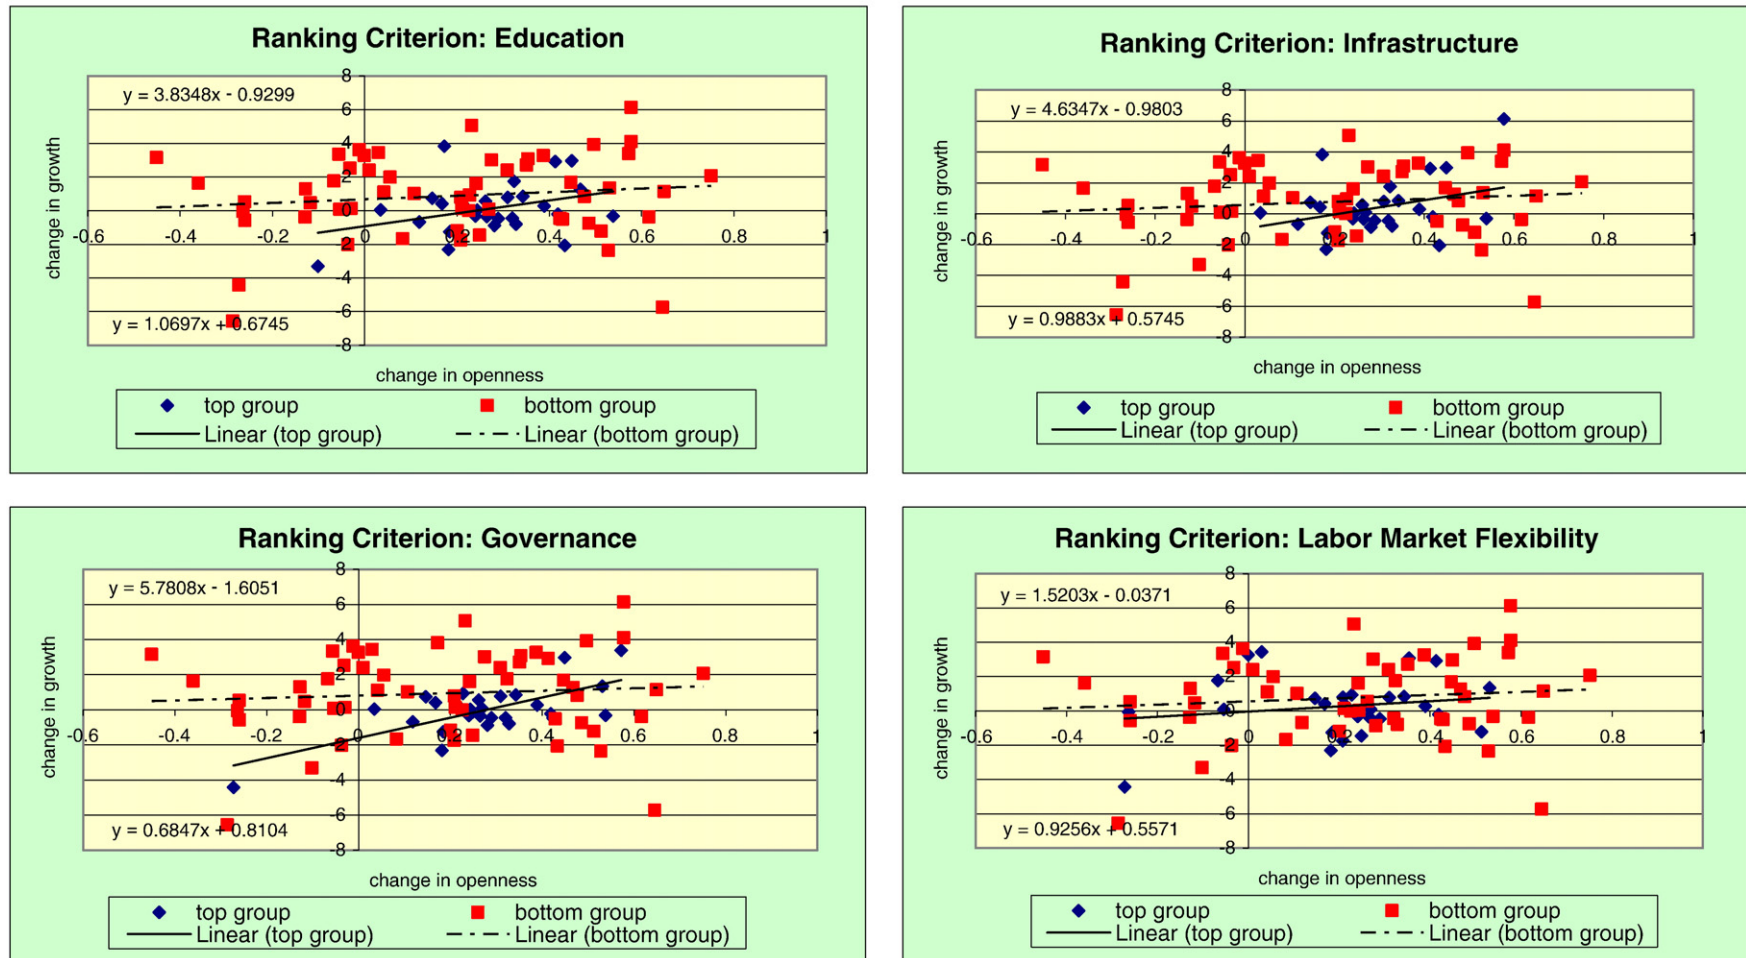 Ranking Criterion: Education
y = 3.8348x - 0.9299
8
6
4
2
0
-2
-4
-6
-8
-0.6
-0.4
-0.2
0
0.2
0.4
0.6
0.8
1
y = 1.0697x + 0.6745
change in growth
change in openness
top group
bottom group
Linear (top group)
Linear (bottom group)
Ranking Criterion: Infrastructure
y = 4.6347x - 0.9803
8
6
4
2
0
-2
-4
-6
-8
-0.6
-0.4
-0.2
0
0.2
0.4
0.6
0.8
1
y = 0.9883x + 0.5745
change in growth
change in openness
top group
bottom group
Linear (top group)
Linear (bottom group)
Ranking Criterion: Governance
y = 5.7808x - 1.6051
8
6
4
2
0
-2
-4
-6
-8
-0.6
-0.4
-0.2
0
0.2
0.4
0.6
0.8
1
y = 0.6847x + 0.8104
change in growth
change in openness
top group
bottom group
Linear (top group)
Linear (bottom group)
Ranking Criterion: Labor Market Flexibility
y = 1.5203x - 0.0371
8
6
4
2
0
-2
-4
-6
-8
-0.6
-0.4
-0.2
0
0.2
0.4
0.6
0.8
1
y = 0.9256x + 0.5571
change in growth
change in openness
top group
bottom group
Linear (top group)
Linear (bottom group)